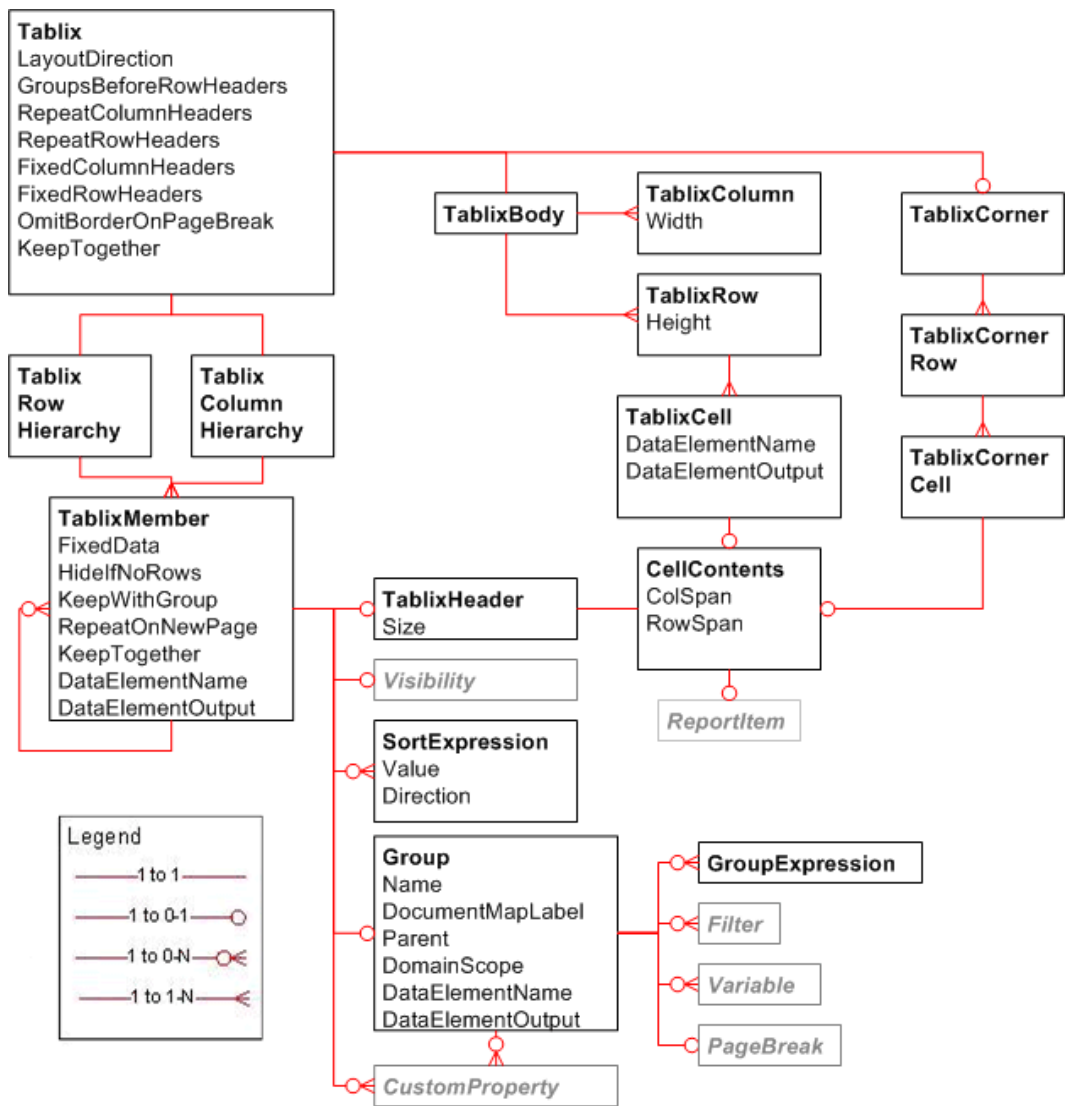 Tablix
LayoutDirection
GroupsBeforeRowHeaders
RepeatColumnHeaders
RepeatRowHeaders
FixedColumnHeaders
FixedRowHeaders
OmitBorderOnPageBreak
KeepTogether
TablixBody
TablixColumn
Width
TablixRow
Height
TablixCorner
TablixCorner
Row
TablixCorner
Cell
Tablix
Row
Hierarchy
Tablix
Column
Hierarchy
TablixCell
DataElementName
DataElementOutput
TablixMember
FixedData
HideIfNoRows
KeepWithGroup
RepeatOnNewPage
KeepTogether
DataElementName
DataElementOutput
TablixHeader
Size
CellContents
ColSpan
RowSpan
Visibility
ReportItem
SortExpression
Value
Direction
Legend
1 to 1
1 to 0-1
1 to 0-N
1 to 1-N
Group
Name
DocumentMapLabel
Parent
DomainScope
DataElementName
DataElementOutput
GroupExpression
Filter
Variable
PageBreak
CustomProperty